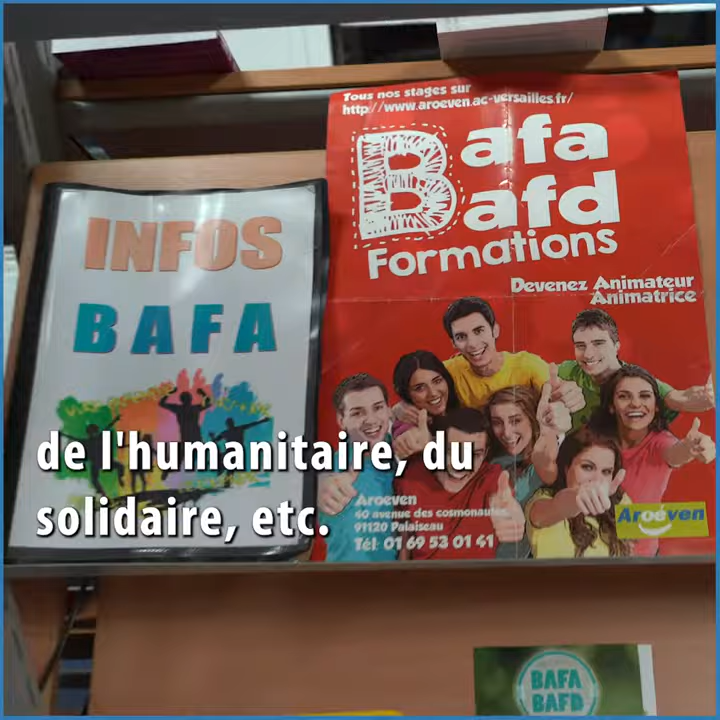 Tous nos stages sur
http://www.aroeven.ac-versailles.fr/
Bafa
Bafd
Formations
Devenez Animateur
Animatrice
INFOS
BAFA
de l'humanitaire, du
solidaire, etc.
Aroeven
40 avenue des cosmonautes
91120 Palaiseau
Tél 01 69 53 01 41
Aroéven
BAFA
BAFD